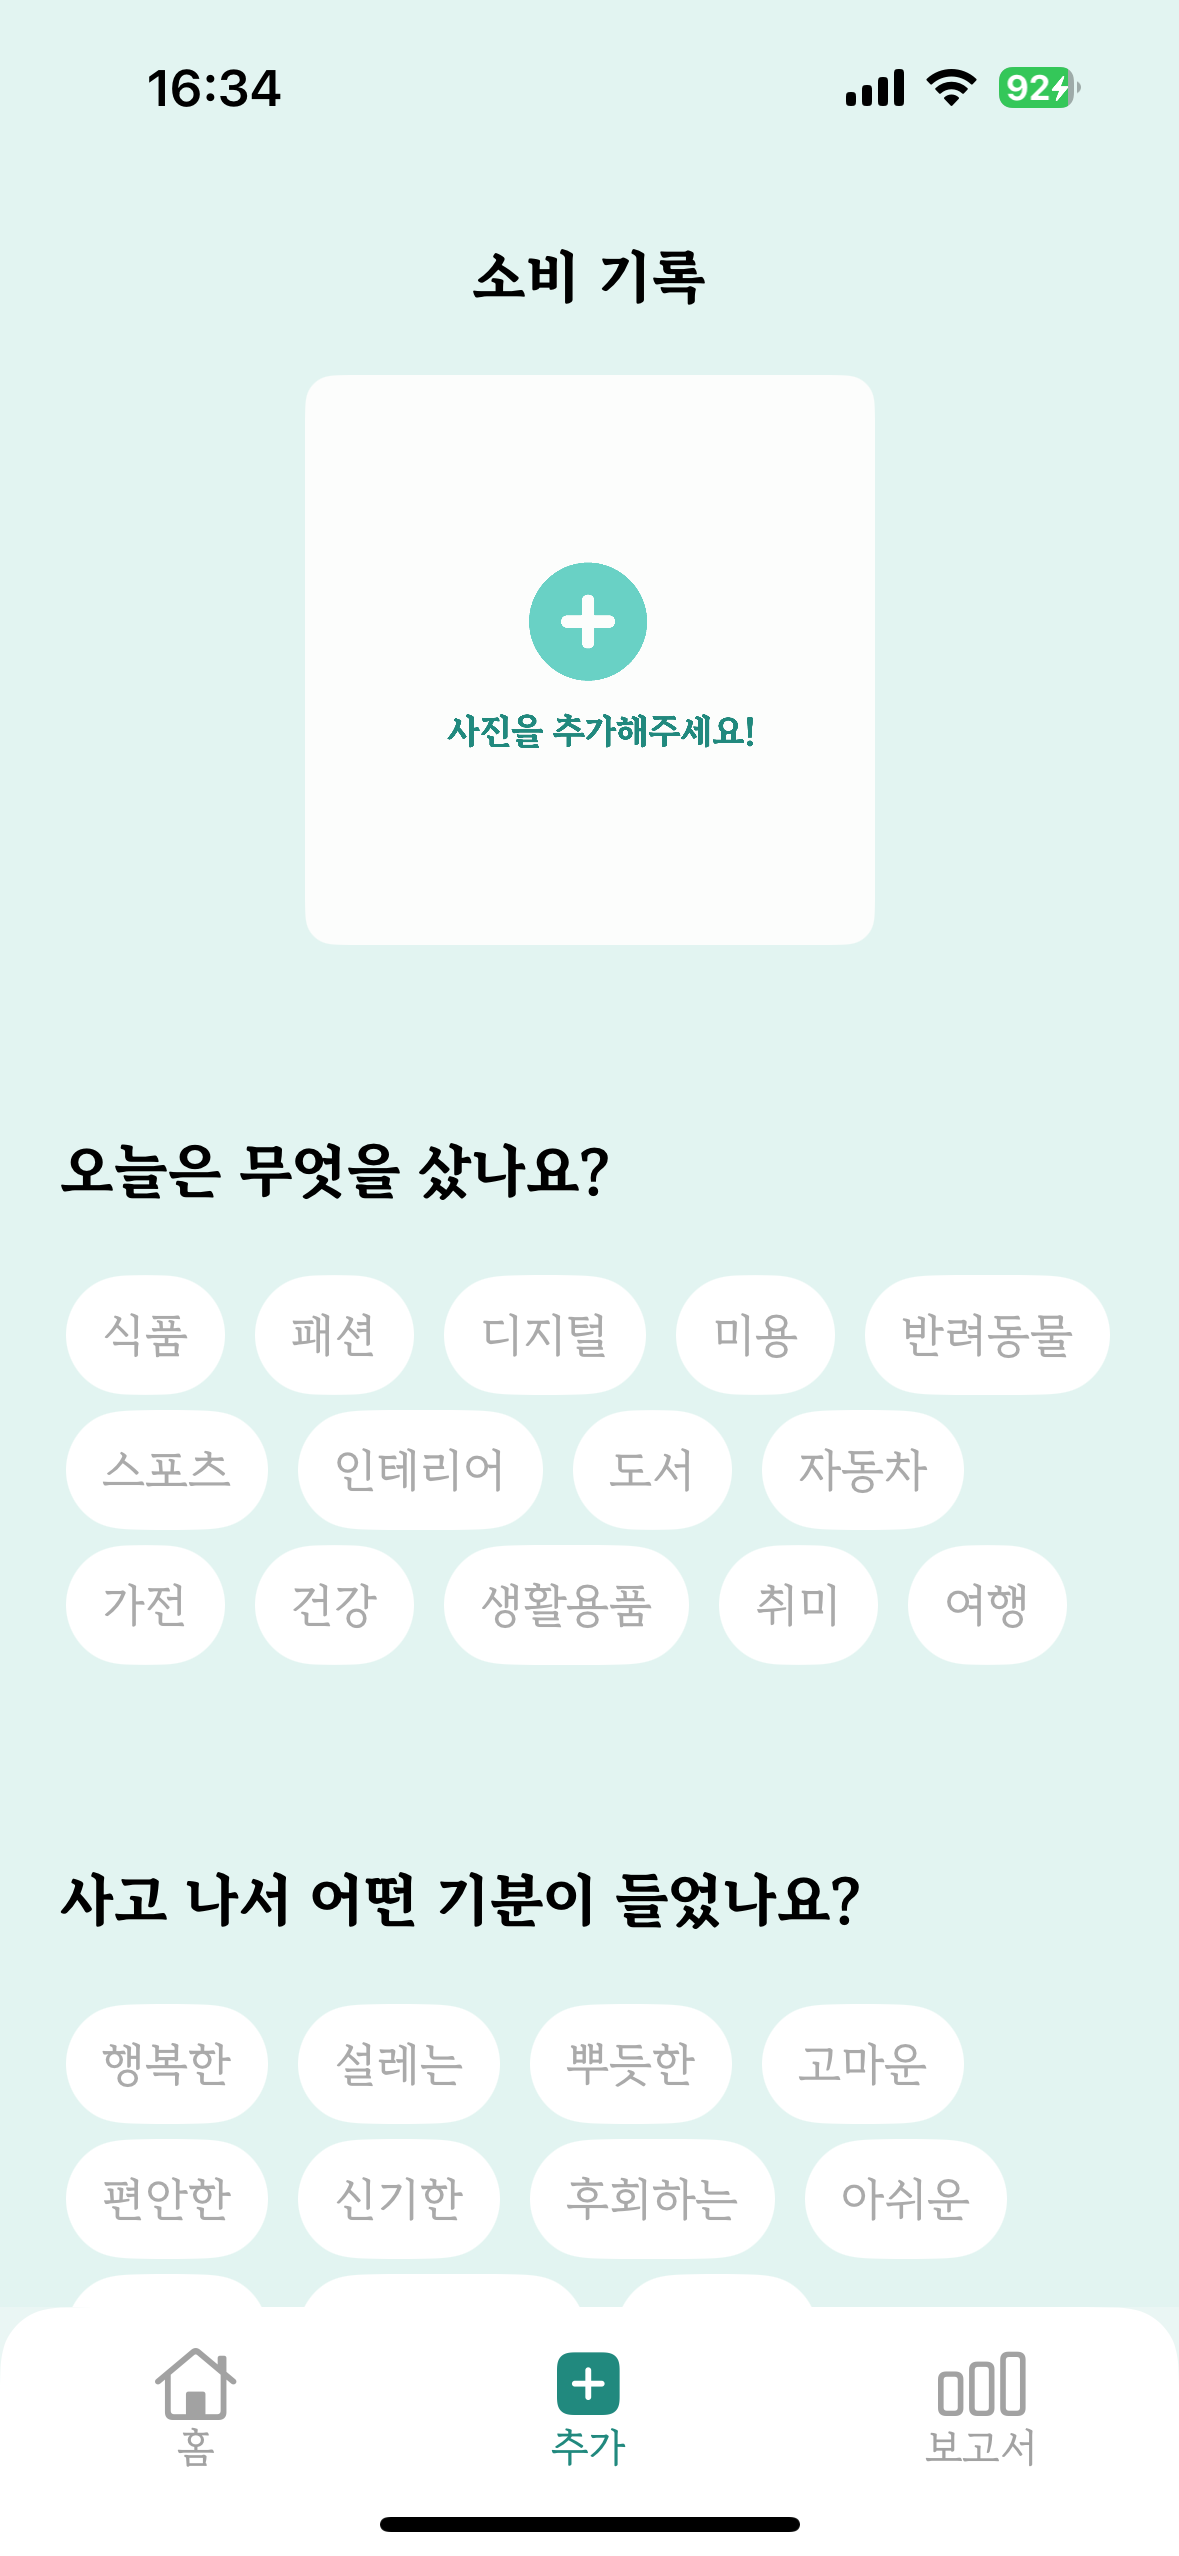 16:34
92
소비 기록
사진을 추가해주세요!
오늘은 무엇을 샀나요?
식품 패션 디지털 미용 반려동물
스포츠 인테리어 도서 자동차
가전 건강 생활용품 취미 여행
사고 나서 어떤 기분이 들었나요?
행복한 설레는 뿌듯한 고마운
편안한 신기한 후회하는 아쉬운
홈 추가 보고서